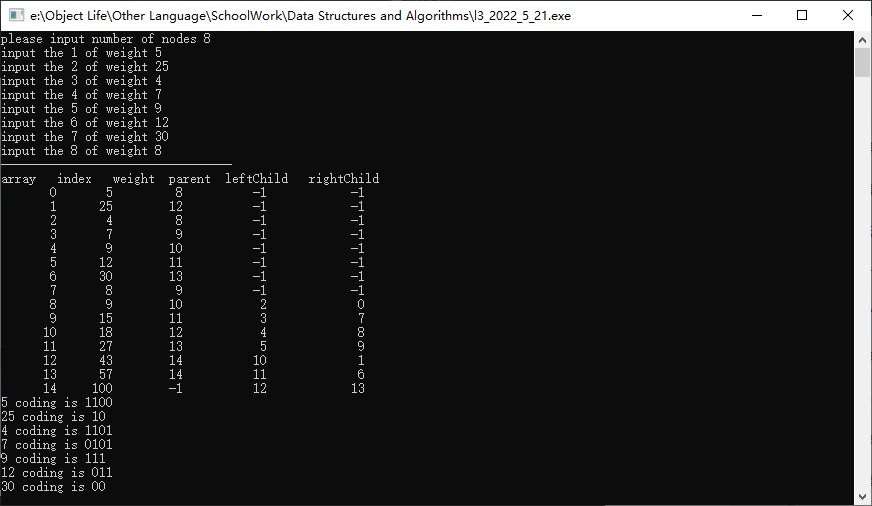 e:\Object Life\Other Language\SchoolWork\Data Structures and Algorithms\l3_2022_5_21.exe
please input number of nodes 8
input the 1 of weight 5
input the 2 of weight 25
input the 3 of weight 4
input the 4 of weight 7
input the 5 of weight 9
input the 6 of weight 12
input the 7 of weight 30
input the 8 of weight 8
array index weight parent leftChild rightChild
0 5 8 -1 -1
1 25 12 -1 -1
2 4 8 -1 -1
3 7 9 -1 -1
4 9 10 -1 -1
5 12 11 -1 -1
6 30 13 -1 -1
7 8 9 -1 -1
8 9 10 2 0
9 15 11 3 7
10 18 12 4 8
11 27 13 5 9
12 43 14 10 1
13 57 14 11 6
14 100 -1 12 13
5 coding is 1100
25 coding is 10
4 coding is 1101
7 coding is 0101
9 coding is 111
12 coding is 011
30 coding is 00